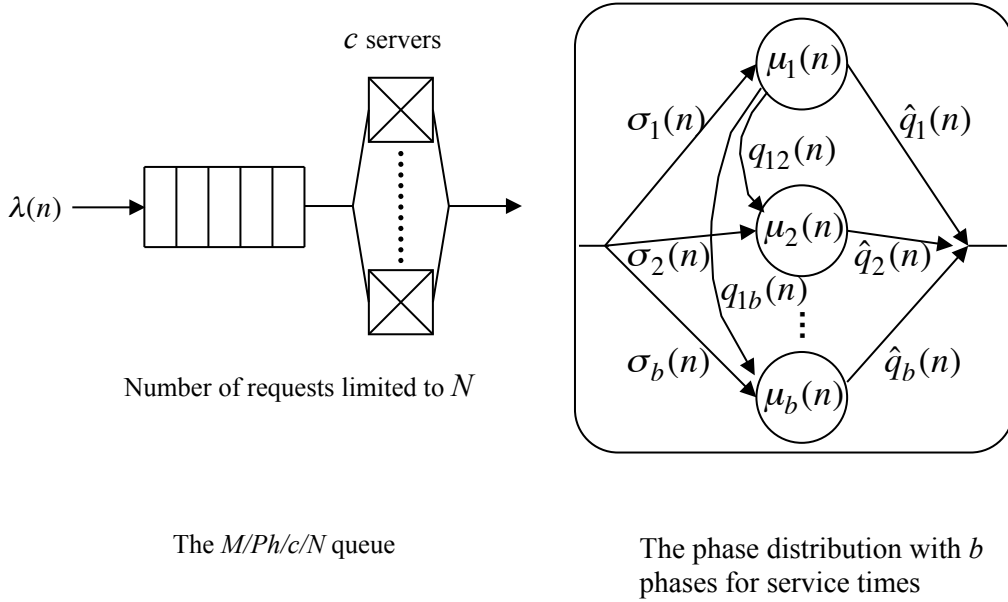 c servers
λ(n)
Number of requests limited to N
The M/Ph/c/N queue
μ₁(n)
σ₁(n)
q̂₁(n)
q₁₂(n)
μ₂(n)
σ₂(n)
q̂₂(n)
q₁b(n)
σb(n)
q̂b(n)
μb(n)
The phase distribution with b
phases for service times